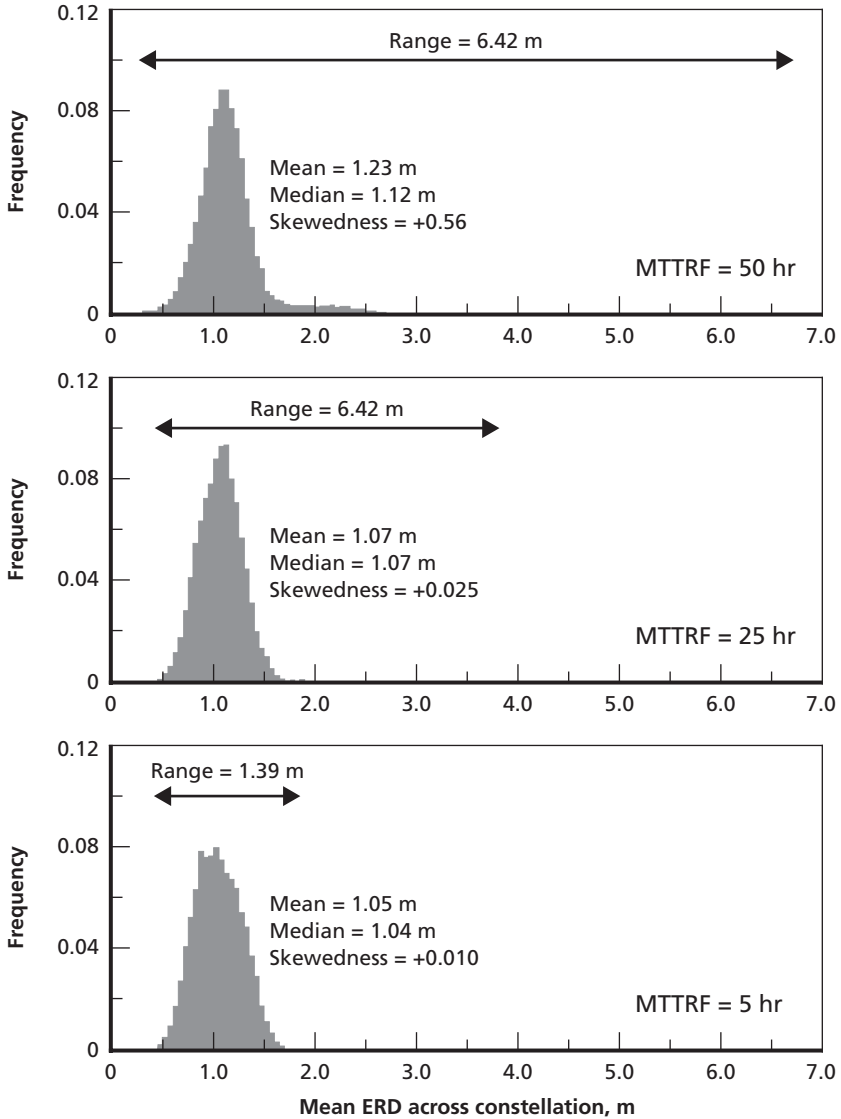 0.12
Range = 6.42 m
0.08
Frequency
Mean = 1.23 m
Median = 1.12 m
Skewedness = +0.56
0.04
MTTRF = 50 hr
0
0 1.0 2.0 3.0 4.0 5.0 6.0 7.0
0.12
Range = 6.42 m
0.08
Frequency
Mean = 1.07 m
Median = 1.07 m
Skewedness = +0.025
0.04
MTTRF = 25 hr
0
0 1.0 2.0 3.0 4.0 5.0 6.0 7.0
0.12
Range = 1.39 m
0.08
Frequency
Mean = 1.05 m
Median = 1.04 m
Skewedness = +0.010
0.04
MTTRF = 5 hr
0
0 1.0 2.0 3.0 4.0 5.0 6.0 7.0
Mean ERD across constellation, m